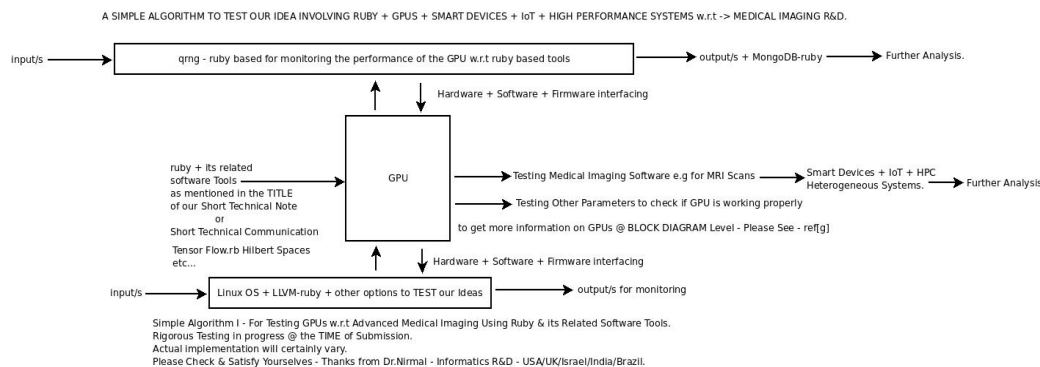 A SIMPLE ALGORITHM TO TEST OUR IDEA INVOLVING RUBY + GPUS + SMART DEVICES + IoT + HIGH PERFORMANCE SYSTEMS w.r.t -> MEDICAL IMAGING R&D.
input/s
qrng - ruby based for monitoring the performance of the GPU w.r.t ruby based tools
output/s + MongoDB-ruby
Further Analysis.
Hardware + Software + Firmware interfacing
ruby + its related
software Tools
as mentioned in the TITLE
of our Short Technical Note
or
Short Technical Communication
Tensor Flow.rb Hilbert Spaces
etc...
GPU
Testing Medical Imaging Software e.g for MRI Scans
Smart Devices + IoT + HPC
Heterogeneous Systems.
Further Analysis
Testing Other Parameters to check if GPU is working properly
to get more information on GPUs @ BLOCK DIAGRAM Level - Please See - ref[g]
Hardware + Software + Firmware interfacing
input/s
Linux OS + LLVM-ruby + other options to TEST our Ideas
output/s for monitoring
Simple Algorithm I - For Testing GPUs w.r.t Advanced Medical Imaging Using Ruby & its Related Software Tools.
Rigorous Testing in progress @ the TIME of Submission.
Actual implementation will certainly vary.
Please Check & Satisfy Yourselves - Thanks from Dr.Nirmal - Informatics R&D - USA/UK/Israel/India/Brazil.